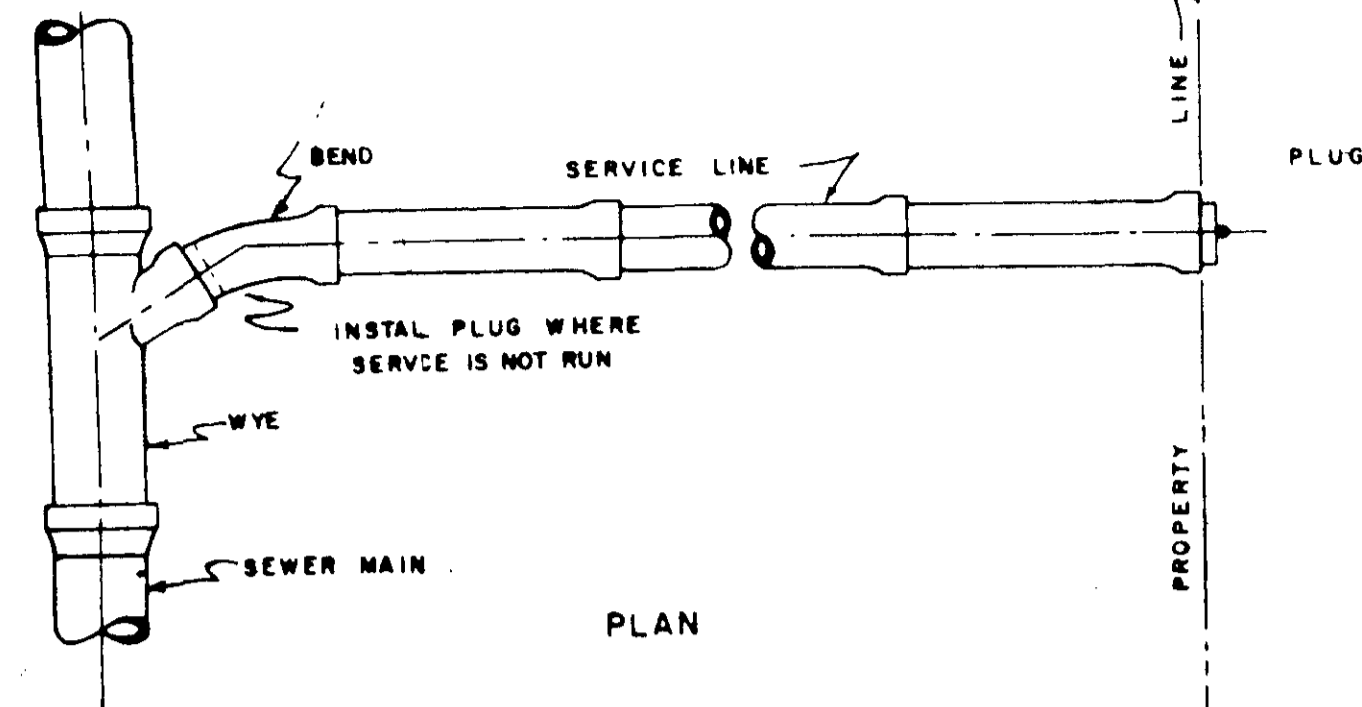 LINE
BEND
SERVICE LINE
PLUG
INSTAL PLUG WHERE
SERVCE IS NOT RUN
WYE
PROPERTY
SEWER MAIN
PLAN